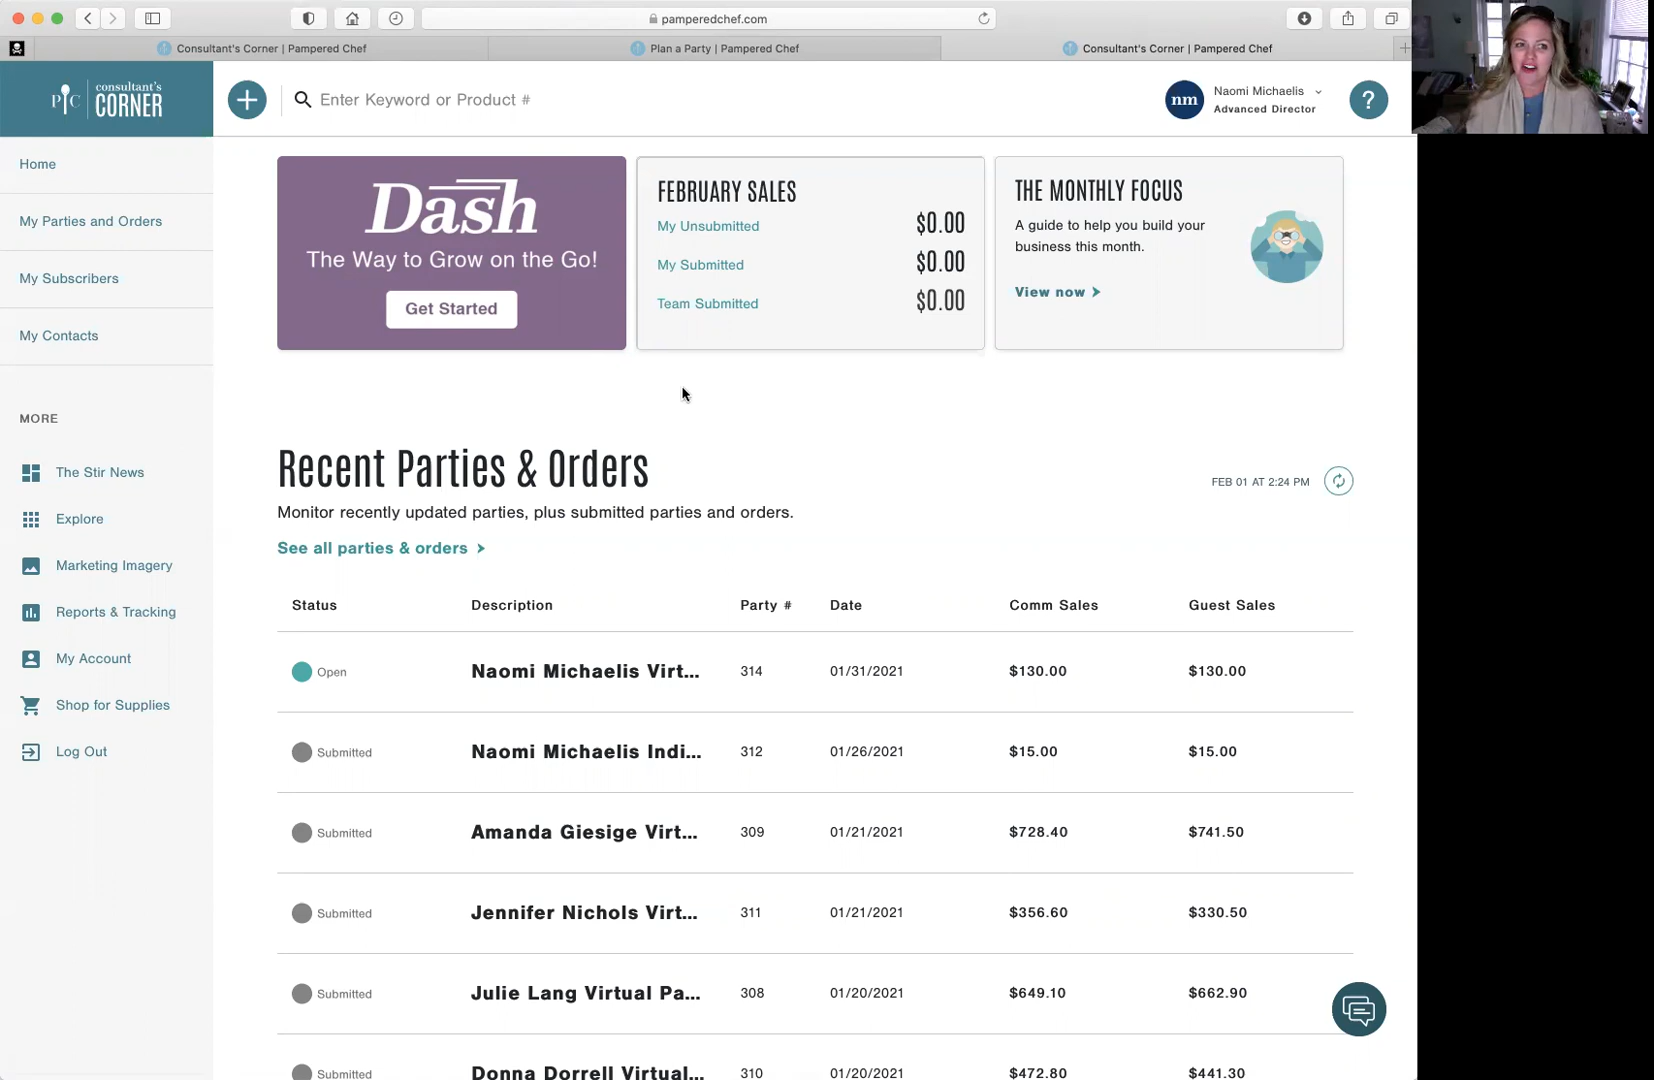 pamperedchef.com
Consultant's Corner | Pampered Chef
Plan a Party | Pampered Chef
Consultant's Corner | Pampered Chef
consultant's
CORNER
Enter Keyword or Product #
nm
Naomi Michaelis
Advanced Director
?
Home
My Parties and Orders
My Subscribers
My Contacts
MORE
The Stir News
Explore
Marketing Imagery
Reports & Tracking
My Account
Shop for Supplies
Log Out
Dash
The Way to Grow on the Go!
Get Started
FEBRUARY SALES
My Unsubmitted $0.00
My Submitted $0.00
Team Submitted $0.00
THE MONTHLY FOCUS
A guide to help you build your
business this month.
View now
Recent Parties & Orders
FEB 01 AT 2:24 PM
Monitor recently updated parties, plus submitted parties and orders.
See all parties & orders
Status Description Party # Date Comm Sales Guest Sales
Open Naomi Michaelis Virt... 314 01/31/2021 $130.00 $130.00
Submitted Naomi Michaelis Indi... 312 01/26/2021 $15.00 $15.00
Submitted Amanda Giesige Virt... 309 01/21/2021 $728.40 $741.50
Submitted Jennifer Nichols Virt... 311 01/21/2021 $356.60 $330.50
Submitted Julie Lang Virtual Pa... 308 01/20/2021 $649.10 $662.90
Submitted Donna Dorrell Virtual... 310 01/20/2021 $472.80 $441.30